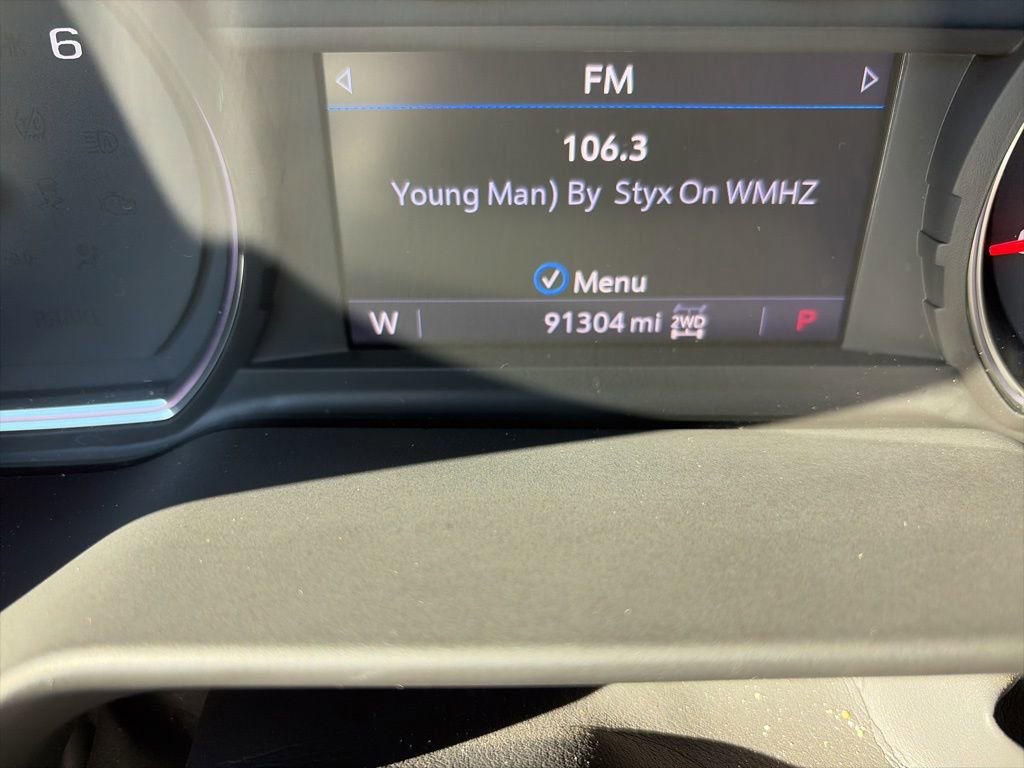 6
FM
106.3
Young Man) By Styx On WMHZ
Menu
W 91304 mi 2WD P